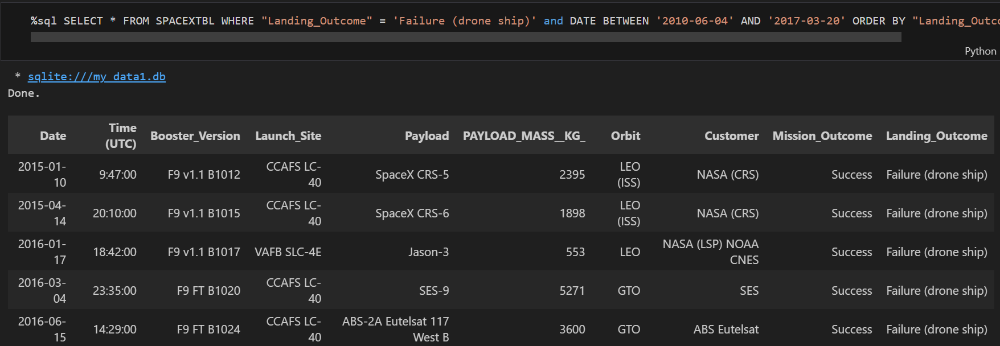 %sql SELECT * FROM SPACEXTBL WHERE "Landing_Outcome" = 'Failure (drone ship)' and DATE BETWEEN '2010-06-04' AND '2017-03-20' ORDER BY "Landing_Outco
Python
* sqlite:///my_data1.db
Done.
Date Time (UTC) Booster_Version Launch_Site Payload PAYLOAD_MASS__KG_ Orbit Customer Mission_Outcome Landing_Outcome
2015-01-10 9:47:00 F9 v1.1 B1012 CCAFS LC-40 SpaceX CRS-5 2395 LEO (ISS) NASA (CRS) Success Failure (drone ship)
2015-04-14 20:10:00 F9 v1.1 B1015 CCAFS LC-40 SpaceX CRS-6 1898 LEO (ISS) NASA (CRS) Success Failure (drone ship)
2016-01-17 18:42:00 F9 v1.1 B1017 VAFB SLC-4E Jason-3 553 LEO NASA (LSP) NOAA CNES Success Failure (drone ship)
2016-03-04 23:35:00 F9 FT B1020 CCAFS LC-40 SES-9 5271 GTO SES Success Failure (drone ship)
2016-06-15 14:29:00 F9 FT B1024 CCAFS LC-40 ABS-2A Eutelsat 117 West B 3600 GTO ABS Eutelsat Success Failure (drone ship)